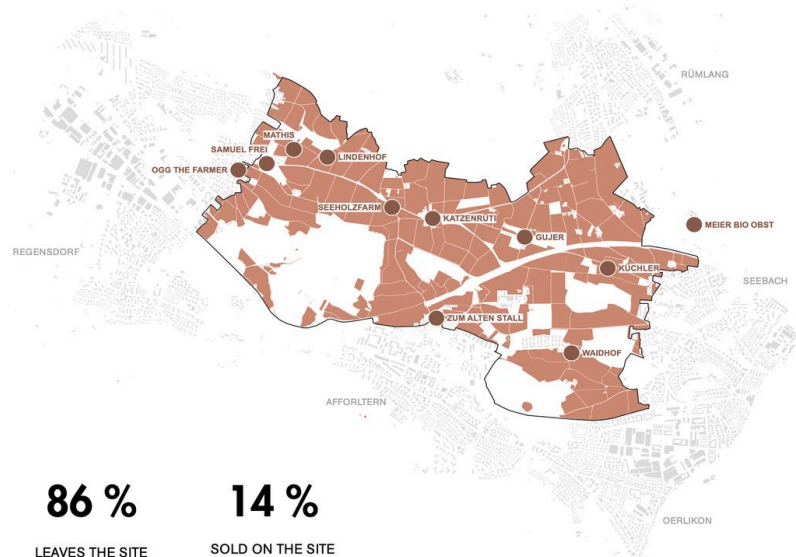 RÜMLANG
MATHIS
SAMUEL FREI
LINDENHOF
OGG THE FARMER
SEEHOLZFARM
KATZENRÜTI
MEIER BIO OBST
GUJER
REGENSDORF
KÜCHLER
SEEBACH
ZUM ALTEN STALL
WAIDHOF
AFFORLTERN
86 %
14 %
LEAVES THE SITE
SOLD ON THE SITE
OERLIKON